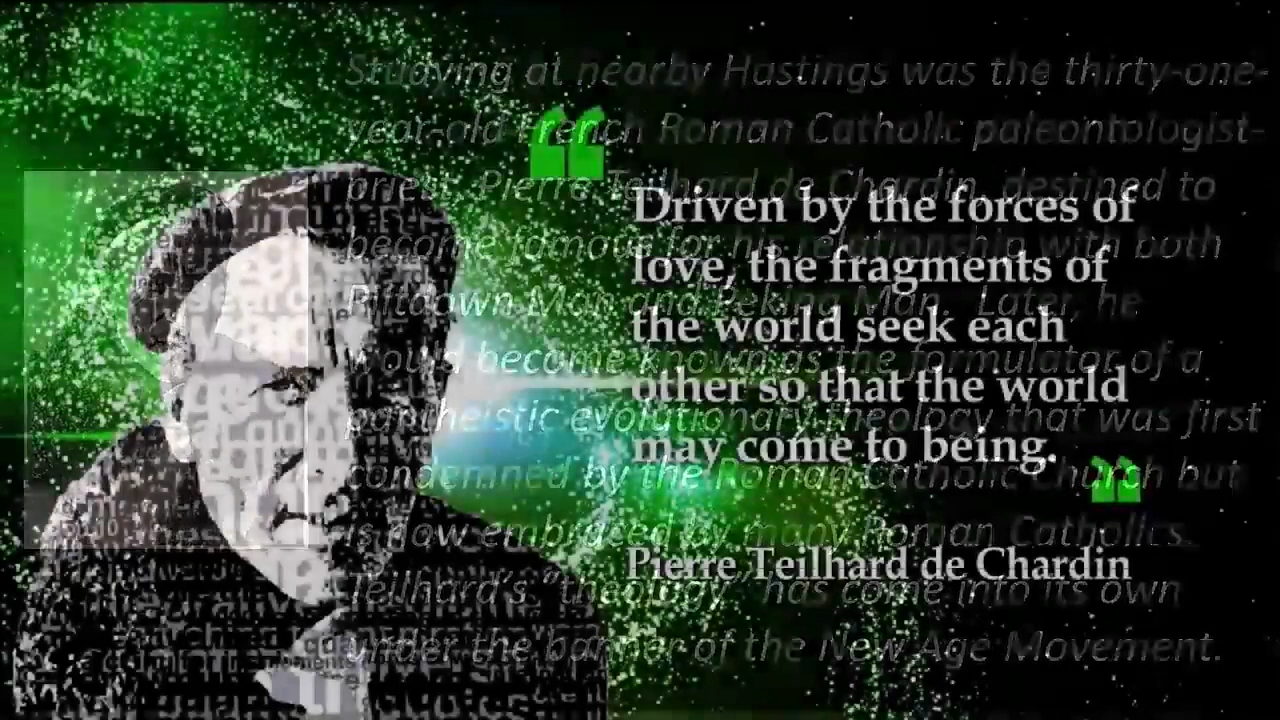 Studying at nearby Hastings was the thirty-one-
year-old French Roman Catholic paleontologist-
priest, Pierre Teilhard de Chardin, destined to
become famous for his relationship with both
Piltdown Man and Peking Man. Later, he
would become known as the formulator of a
pantheistic evolutionary theology that was first
condemned by the Roman Catholic Church but
is now embraced by many Roman Catholics.
Teilhard's "theology" has come into its own
under the banner of the New Age Movement.
“
Driven by the forces of
love, the fragments of
the world seek each
other so that the world
may come to being.
”
Pierre Teilhard de Chardin